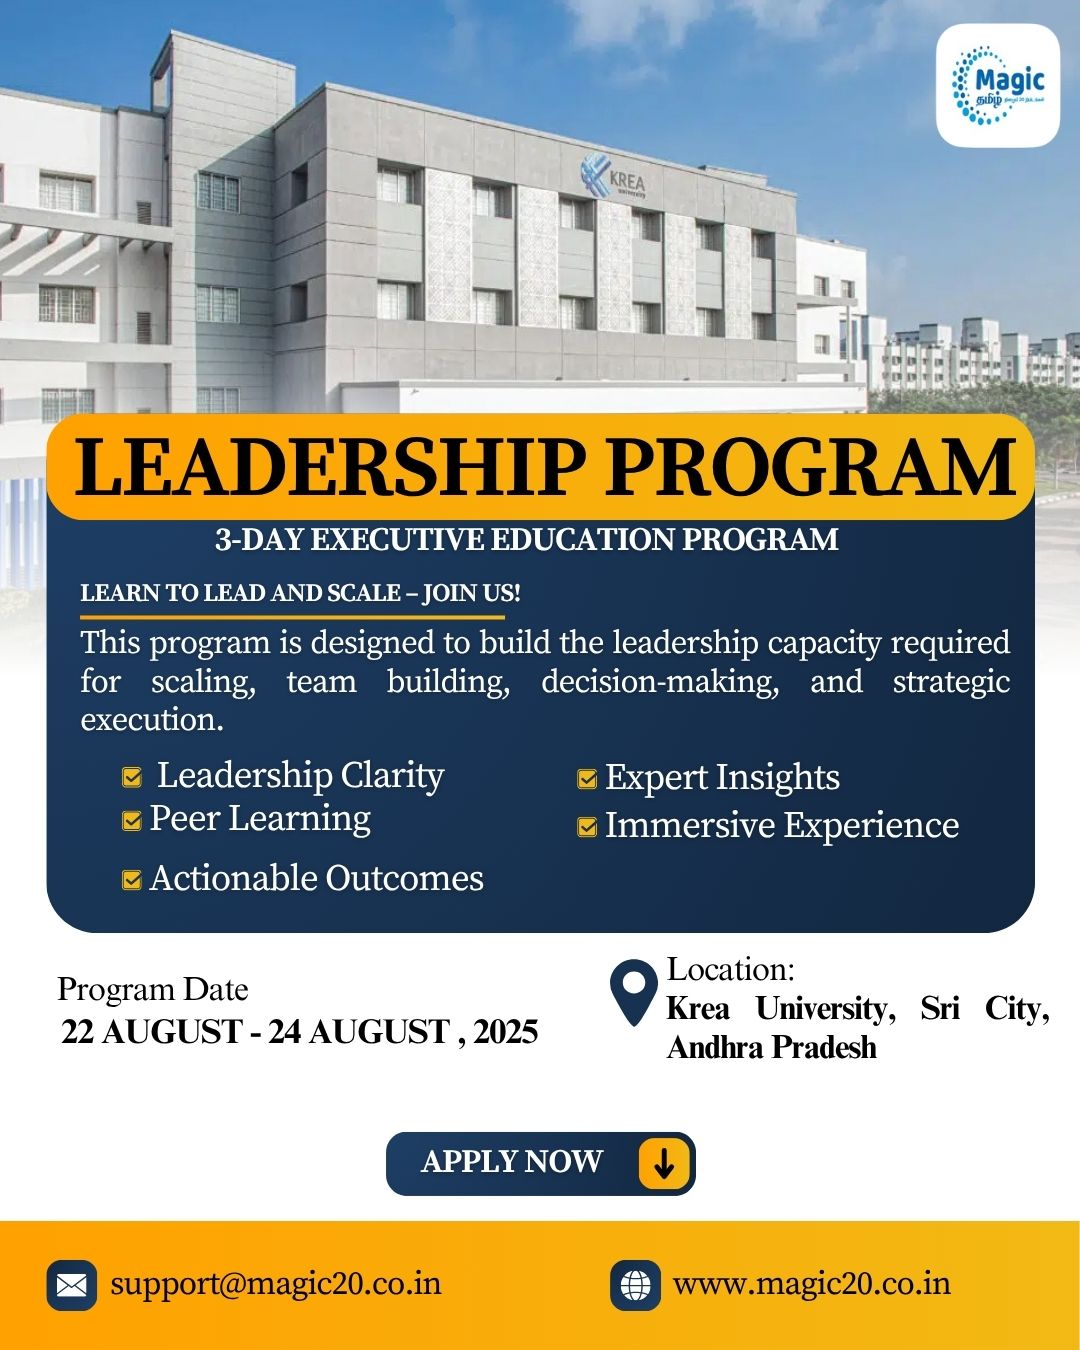 Magic
தமிழ்
KREA
university
LEADERSHIP PROGRAM
3-DAY EXECUTIVE EDUCATION PROGRAM
LEARN TO LEAD AND SCALE – JOIN US!
This program is designed to build the leadership capacity required
for scaling, team building, decision-making, and strategic
execution.
Leadership Clarity
Expert Insights
Peer Learning
Immersive Experience
Actionable Outcomes
Program Date
22 AUGUST - 24 AUGUST , 2025
Location:
Krea University, Sri City,
Andhra Pradesh
APPLY NOW
support@magic20.co.in
www.magic20.co.in